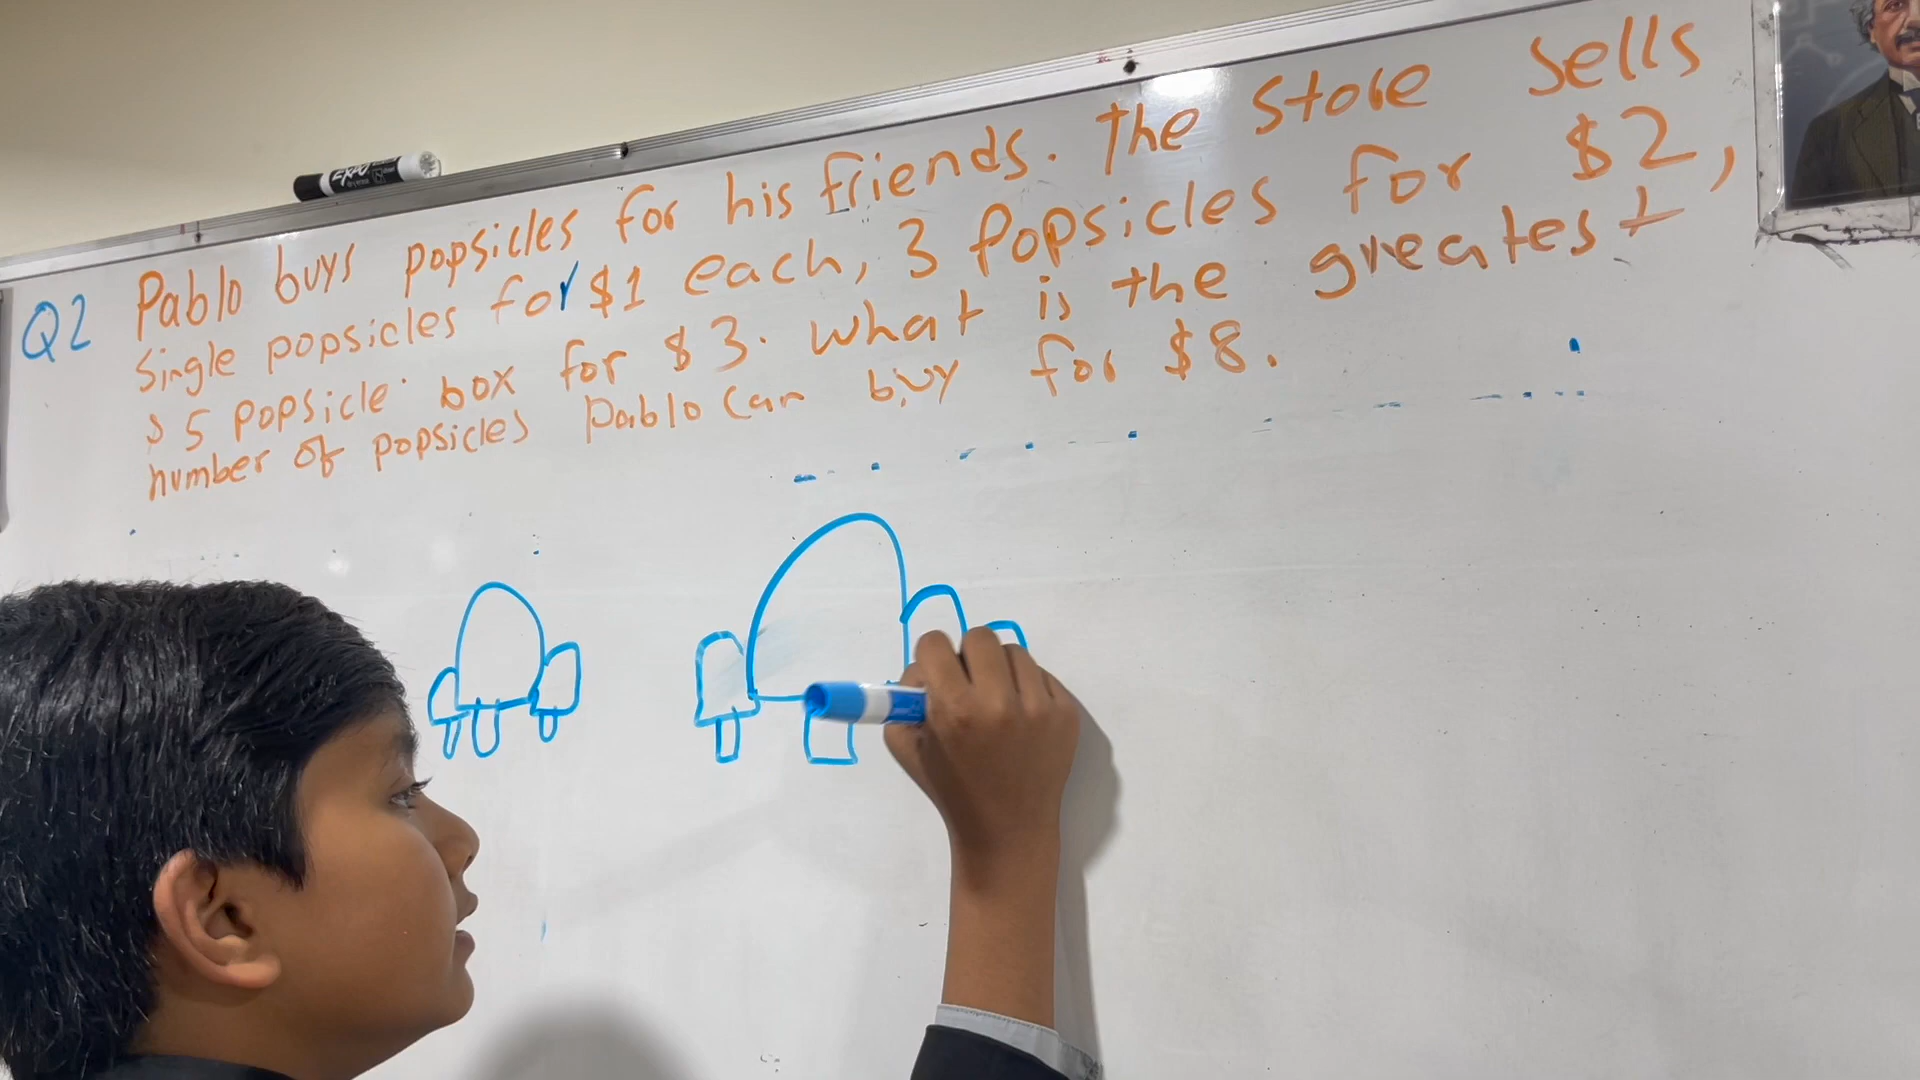 Q2 Pablo buys popsicles for his friends. The store sells
single popsicles for $1 each, 3 Popsicles for $2,
& 5 popsicle box for $3. what is the greatest
number of popsicles Pablo Can buy for $8.
EXPO